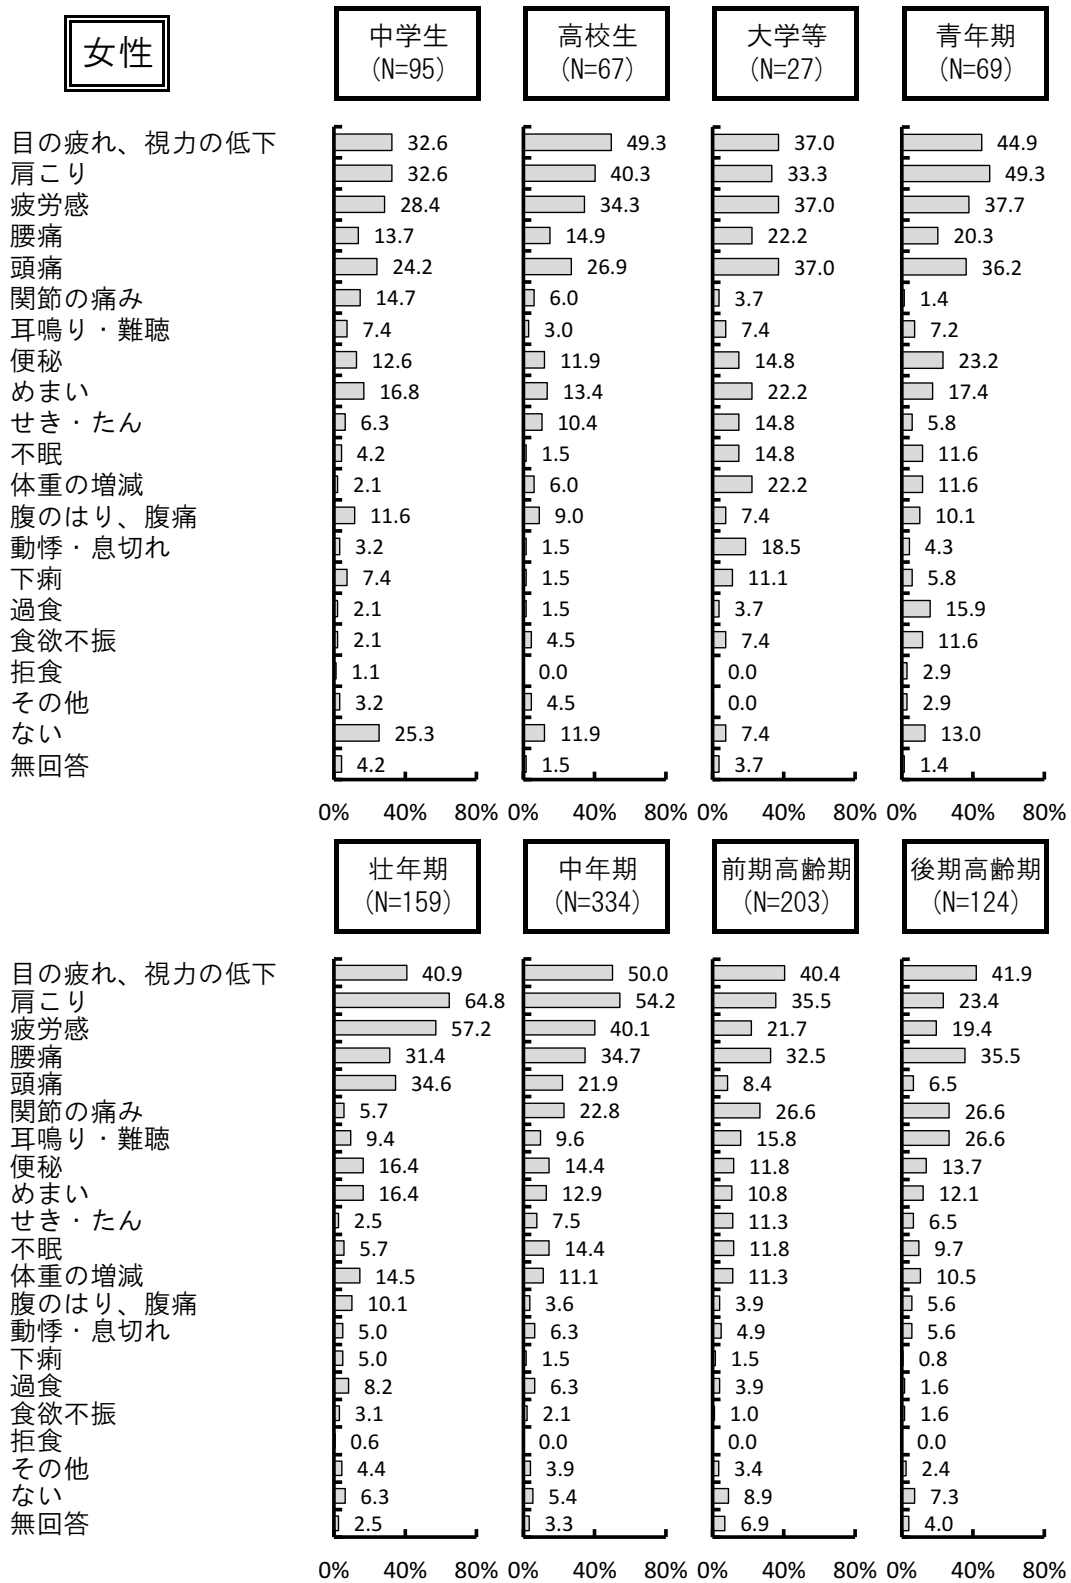 女性
中学生 高校生 大学等 青年期
(N=95) (N=67) (N=27) (N=69)
目の疲れ、視力の低下 32.6 49.3 37.0 44.9
肩こり 32.6 40.3 33.3 49.3
疲労感 28.4 34.3 37.0 37.7
腰痛 13.7 14.9 22.2 20.3
頭痛 24.2 26.9 37.0 36.2
関節の痛み 14.7 6.0 3.7 1.4
耳鳴り・難聴 7.4 3.0 7.4 7.2
便秘 12.6 11.9 14.8 23.2
めまい 16.8 13.4 22.2 17.4
せき・たん 6.3 10.4 14.8 5.8
不眠 4.2 1.5 14.8 11.6
体重の増減 2.1 6.0 22.2 11.6
腹のはり、腹痛 11.6 9.0 7.4 10.1
動悸・息切れ 3.2 1.5 18.5 4.3
下痢 7.4 1.5 11.1 5.8
過食 2.1 1.5 3.7 15.9
食欲不振 2.1 4.5 7.4 11.6
拒食 1.1 0.0 0.0 2.9
その他 3.2 4.5 0.0 2.9
ない 25.3 11.9 7.4 13.0
無回答 4.2 1.5 3.7 1.4
0% 40% 80% 0% 40% 80% 0% 40% 80% 0% 40% 80%
壮年期 中年期 前期高齢期 後期高齢期
(N=159) (N=334) (N=203) (N=124)
目の疲れ、視力の低下 40.9 50.0 40.4 41.9
肩こり 64.8 54.2 35.5 23.4
疲労感 57.2 40.1 21.7 19.4
腰痛 31.4 34.7 32.5 35.5
頭痛 34.6 21.9 8.4 6.5
関節の痛み 5.7 22.8 26.6 26.6
耳鳴り・難聴 9.4 9.6 15.8 26.6
便秘 16.4 14.4 11.8 13.7
めまい 16.4 12.9 10.8 12.1
せき・たん 2.5 7.5 11.3 6.5
不眠 5.7 14.4 11.8 9.7
体重の増減 14.5 11.1 11.3 10.5
腹のはり、腹痛 10.1 3.6 3.9 5.6
動悸・息切れ 5.0 6.3 4.9 5.6
下痢 5.0 1.5 1.5 0.8
過食 8.2 6.3 3.9 1.6
食欲不振 3.1 2.1 1.0 1.6
拒食 0.6 0.0 0.0 0.0
その他 4.4 3.9 3.4 2.4
ない 6.3 5.4 8.9 7.3
無回答 2.5 3.3 6.9 4.0
0% 40% 80% 0% 40% 80% 0% 40% 80% 0% 40% 80%